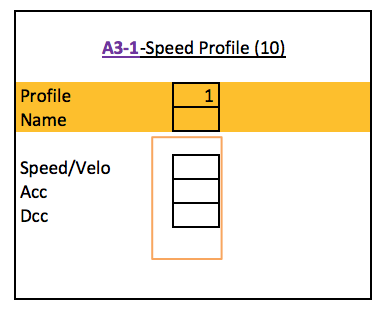 A3-1-Speed Profile (10)
Profile 1
Name
Speed/Velo
Acc
Dcc